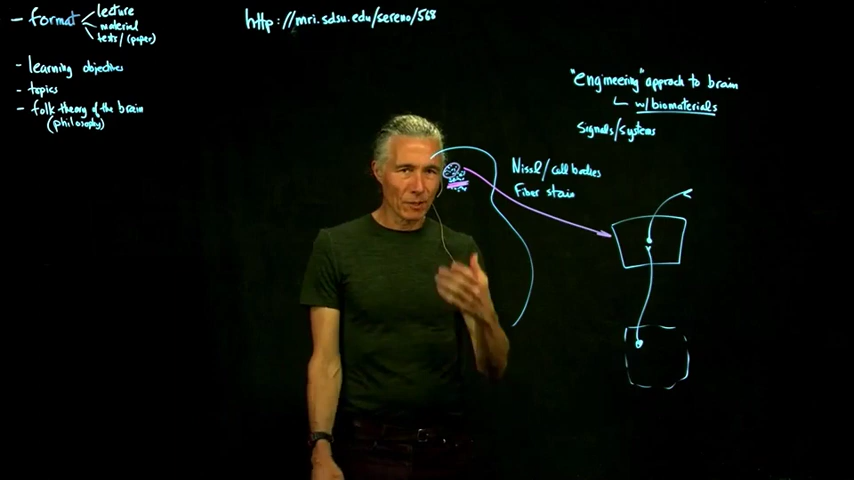 – format
lecture
material
tests/(paper)
– learning objectives
– topics
– folk theory of the brain
(philosophy)
http://mri.sdsu.edu/sereno/568
"engineering" approch to brain
w/ biomaterials
Signals/systems
Nissl/cell bodies
Fiber stain